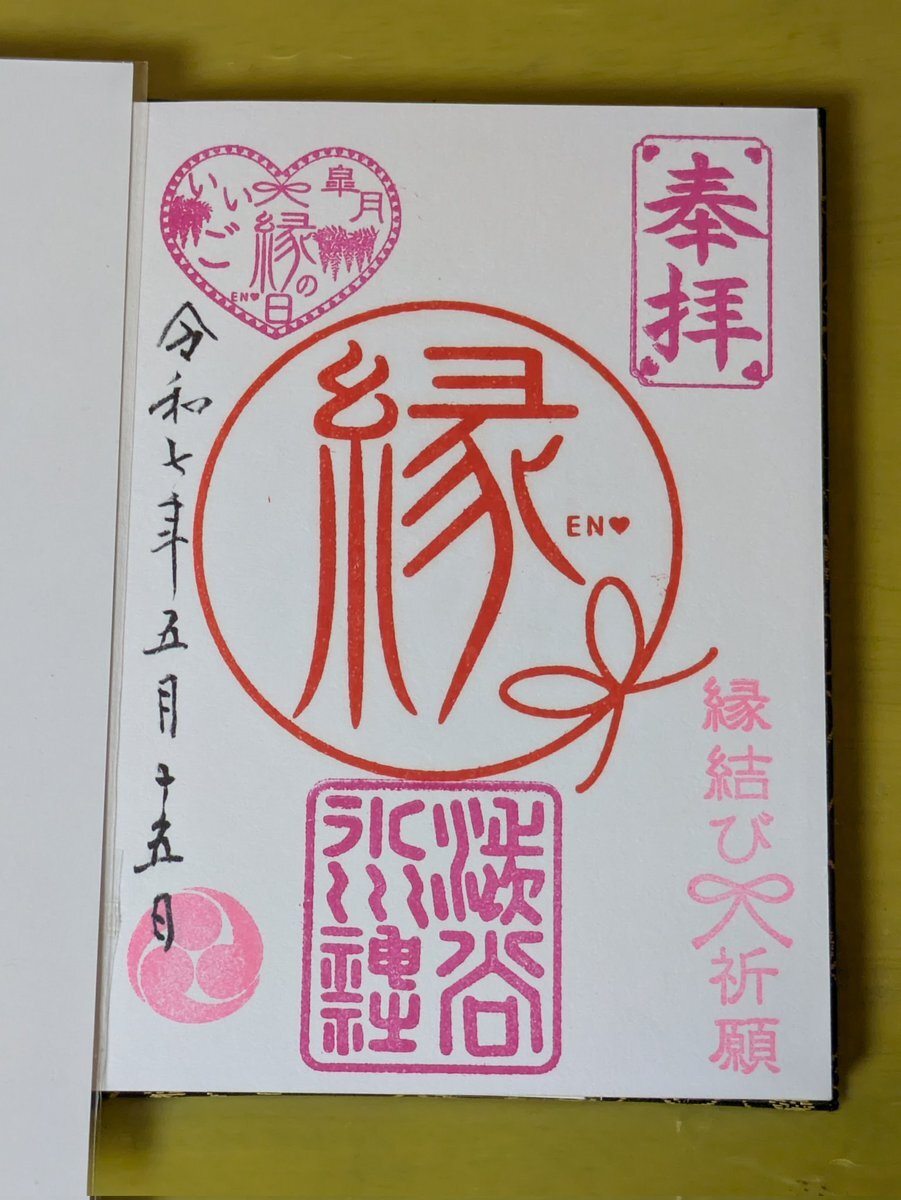 奉拝
縁結び祈願
縁
EN♥
渋谷
氷川神社
皐月
縁の日
いいご
EN♥
令和七年五月十五日